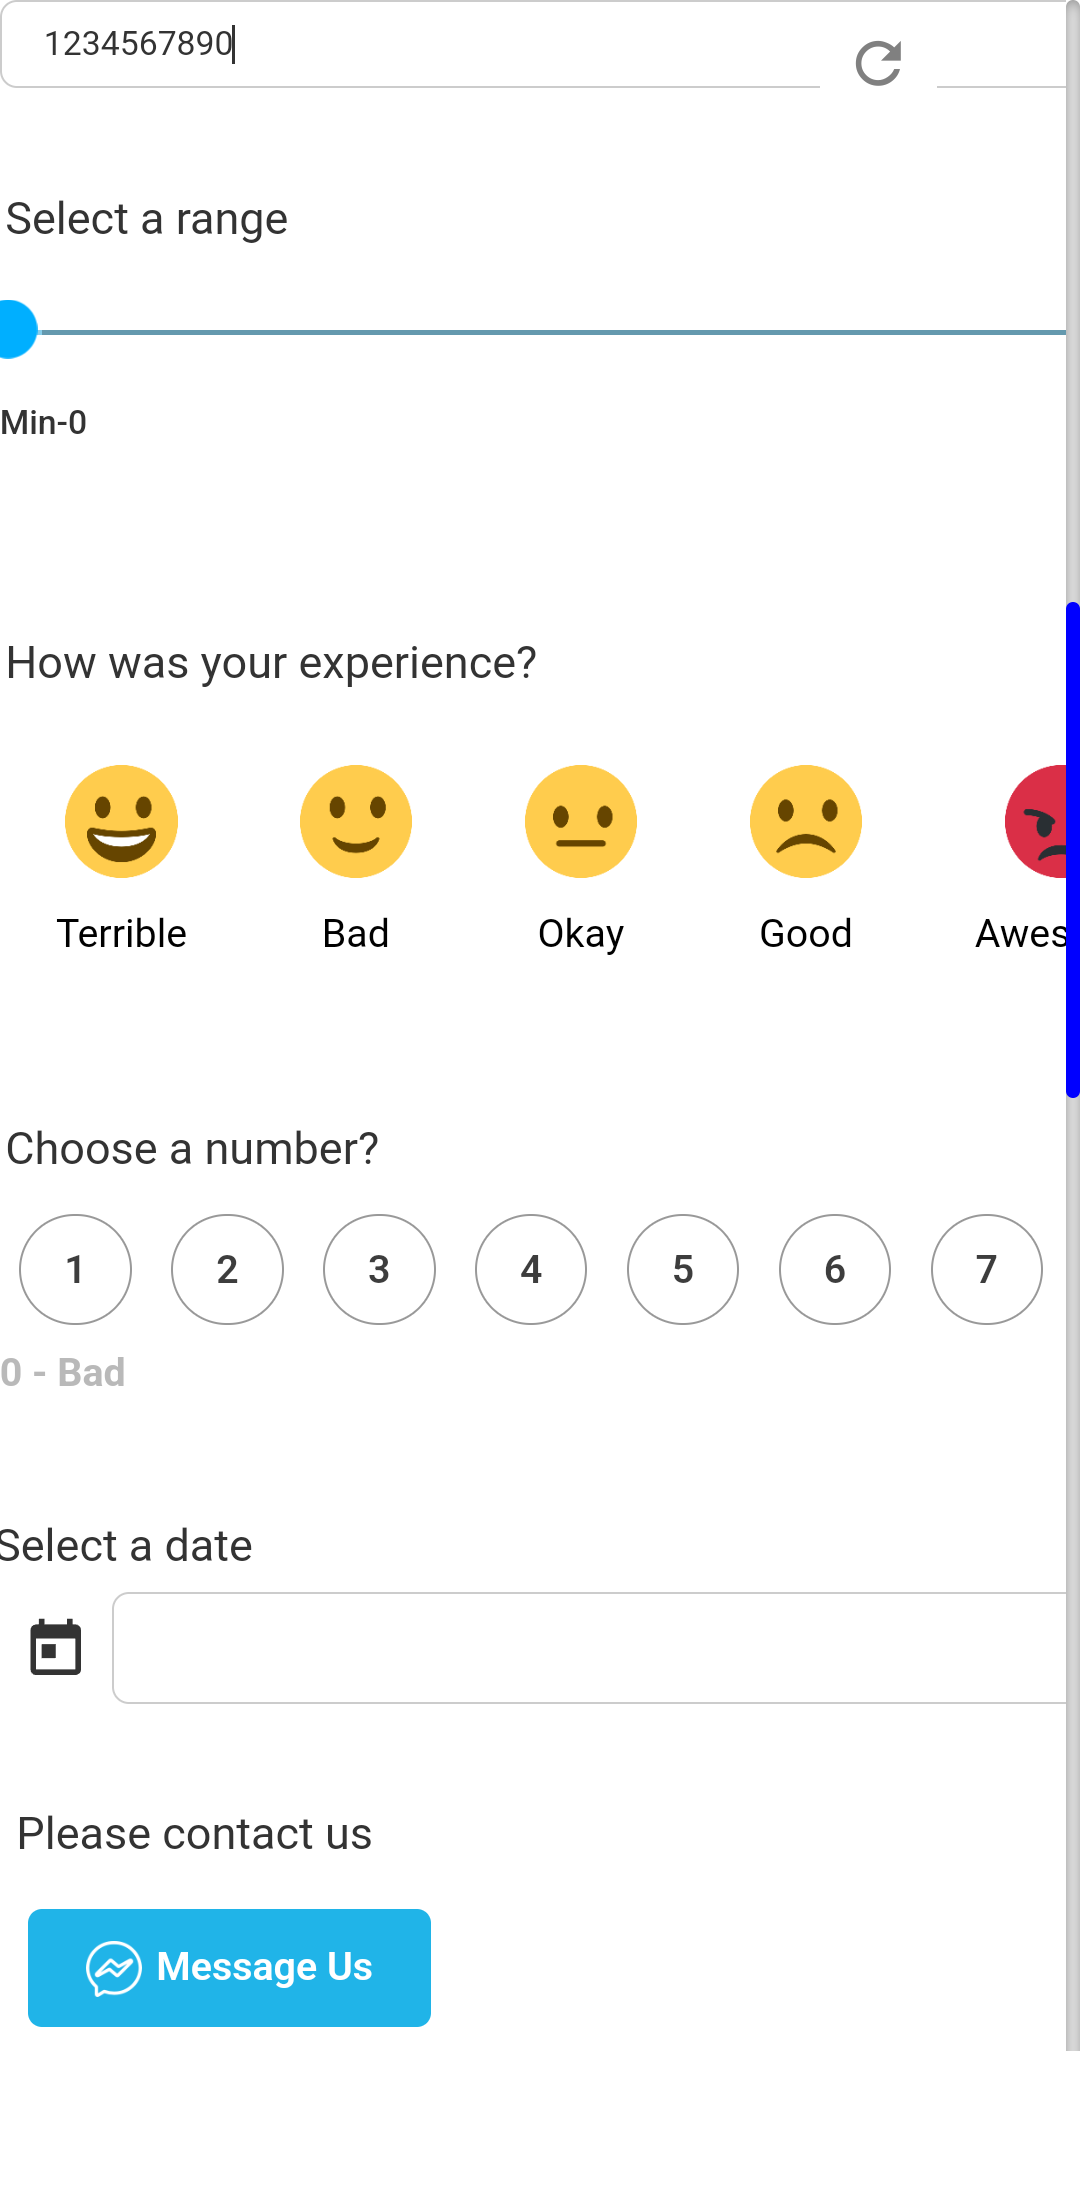 1234567890
Select a range
Min-0
How was your experience?
Terrible Bad Okay Good Awes
Choose a number?
1 2 3 4 5 6 7
0 - Bad
Select a date
Please contact us
Message Us